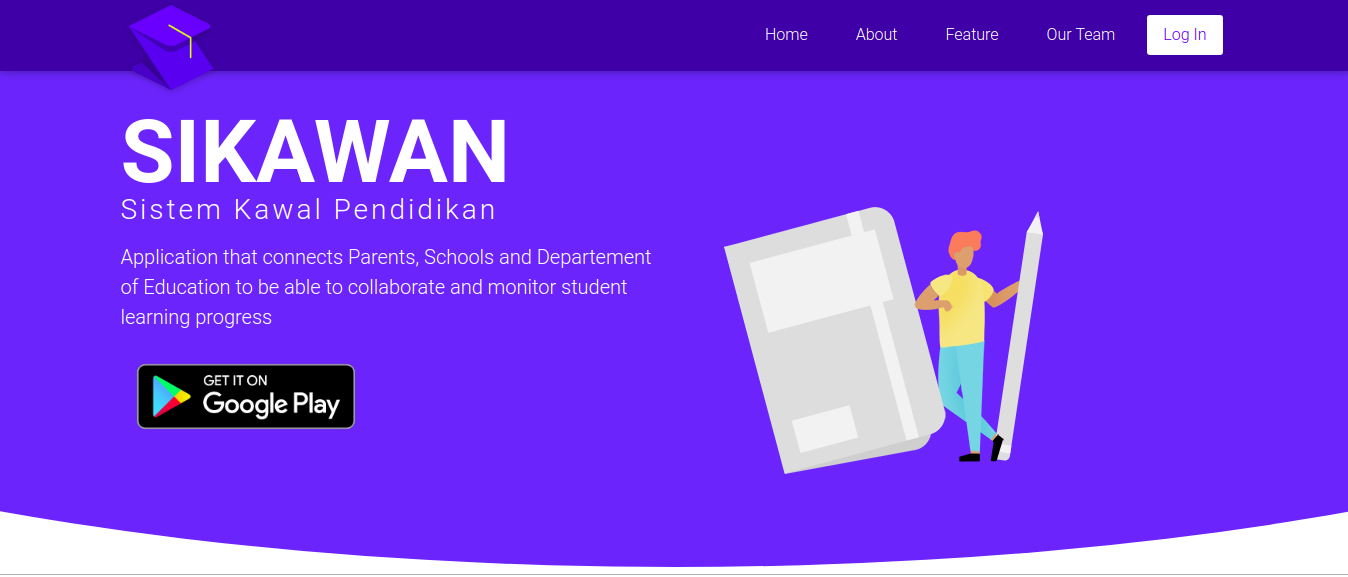 Home
About
Feature
Our Team
Log In
SIKAWAN
Sistem Kawal Pendidikan
Application that connects Parents, Schools and Departement
of Education to be able to collaborate and monitor student
learning progress
GET IT ON
Google Play